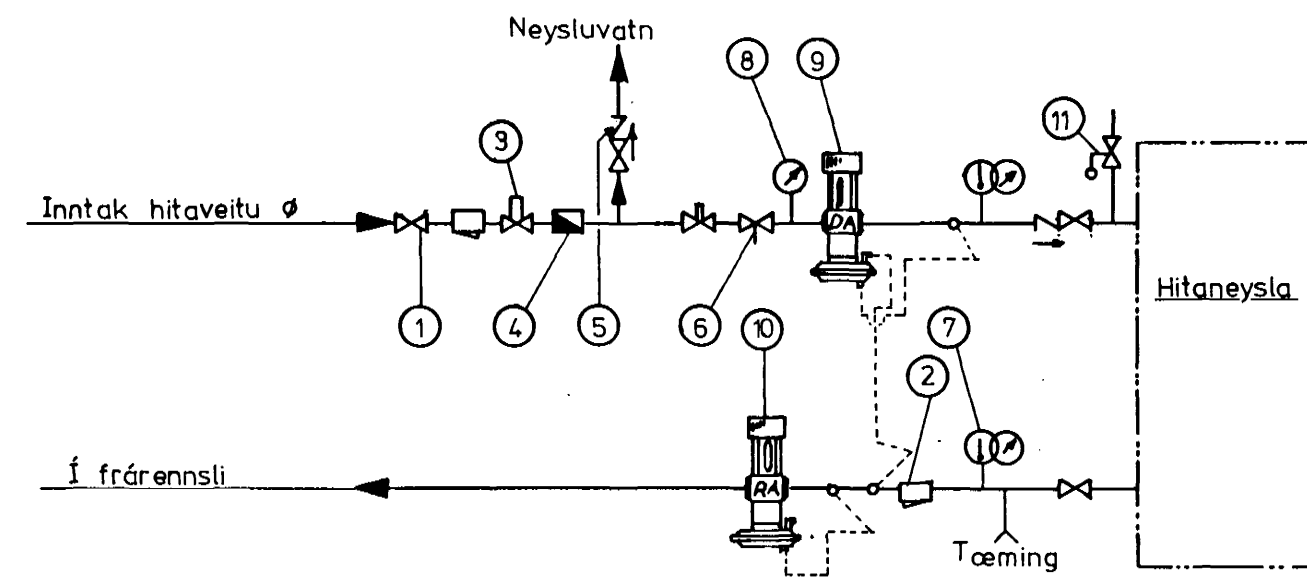 Neysluvatn
8
9
11
3
Inntak hitaveitu ø
DA
Hitaneysla
1
4
5
6
10
7
2
Í frárennsli
RA
Tæming